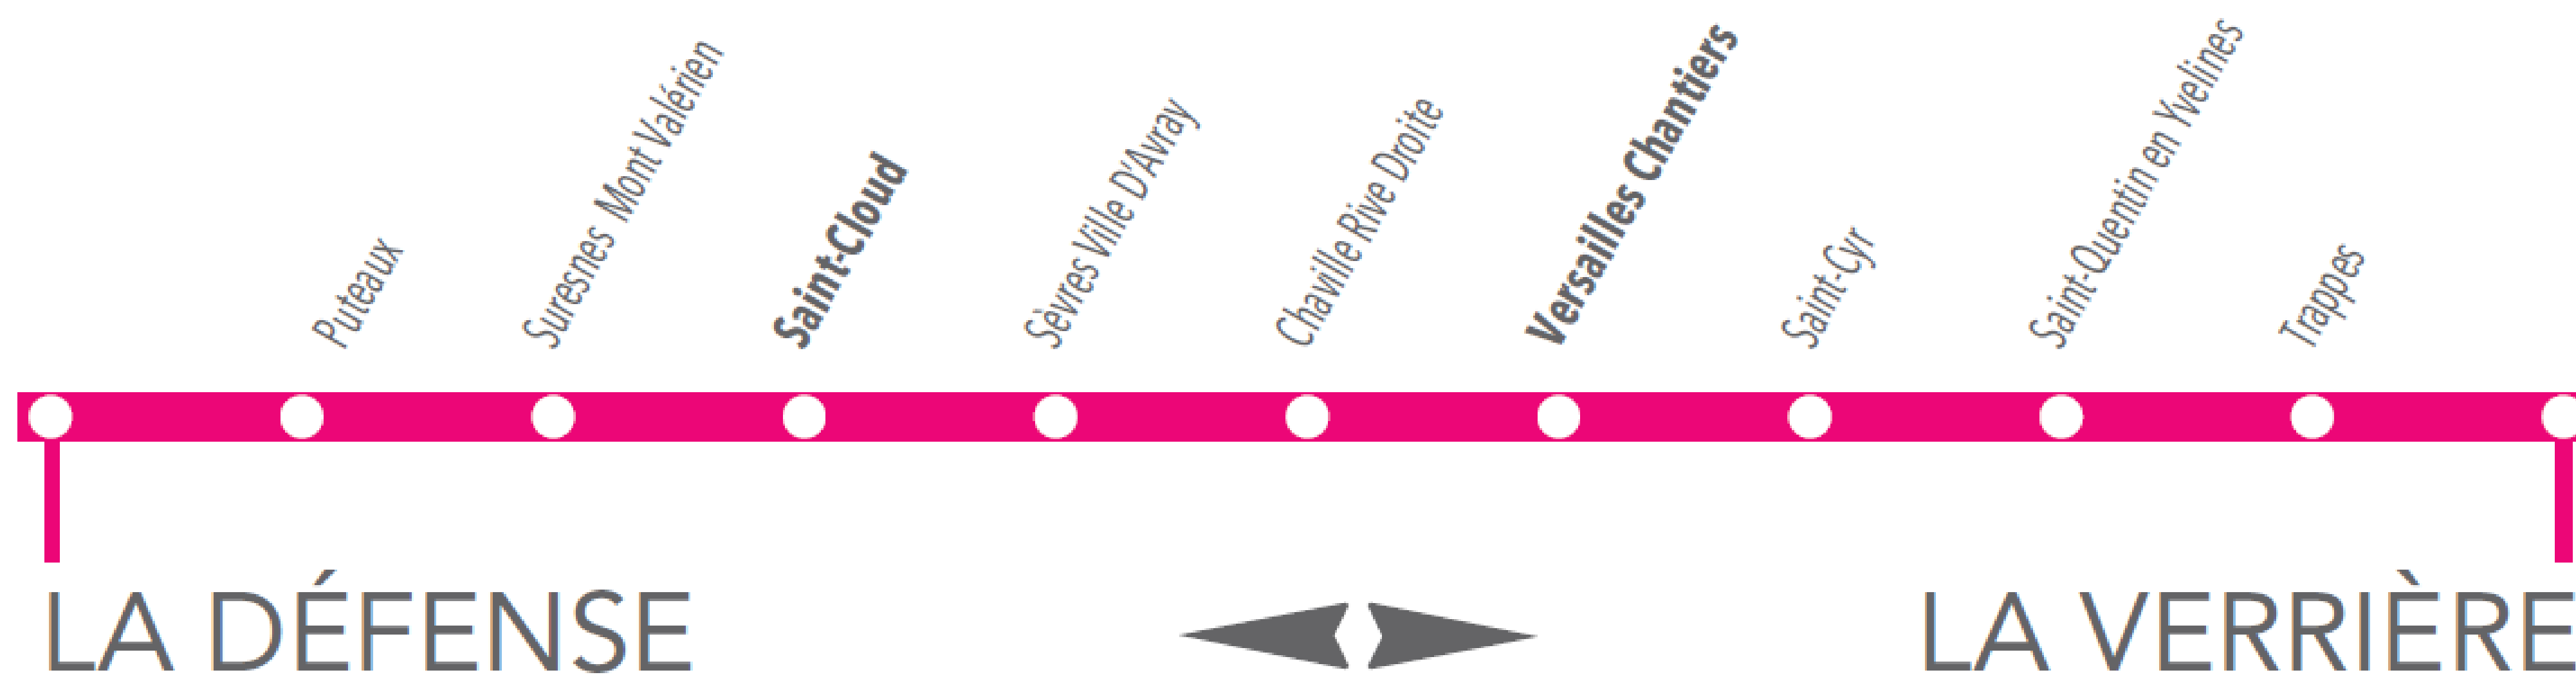 Puteaux
Suresnes Mont Valérien
Saint-Cloud
Sèvres Ville D'Avray
Chaville Rive Droite
Versailles Chantiers
Saint-Cyr
Saint-Quentin en Yvelines
Trappes
LA DÉFENSE
LA VERRIÈRE